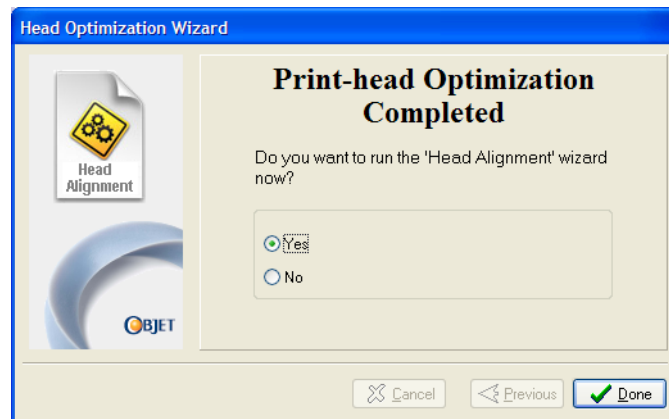 Head Optimization Wizard
Head
Alignment
OBJET
Print-head Optimization
Completed
Do you want to run the 'Head Alignment' wizard
now?
Yes
No
Cancel
Previous
Done